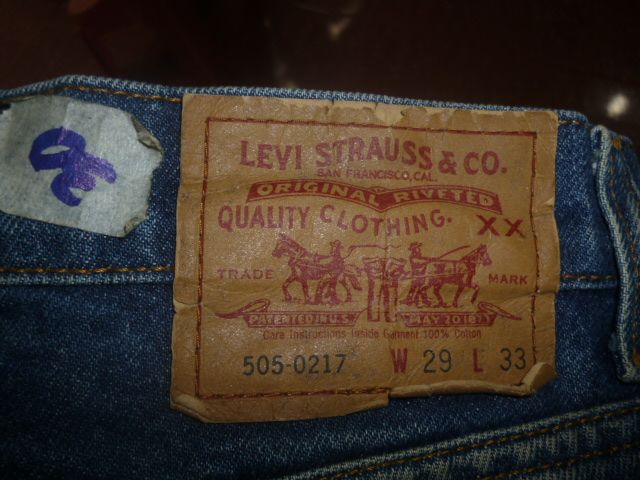 30
LEVI STRAUSS & CO.
SAN FRANCISCO, CAL.
ORIGINAL RIVETED
QUALITY CLOTHING. XX
TRADE MARK
PATENTED IN U.S. MAY 20 1873
Care Instructions Inside Garment 100% Cotton
505-0217 W 29 L 33